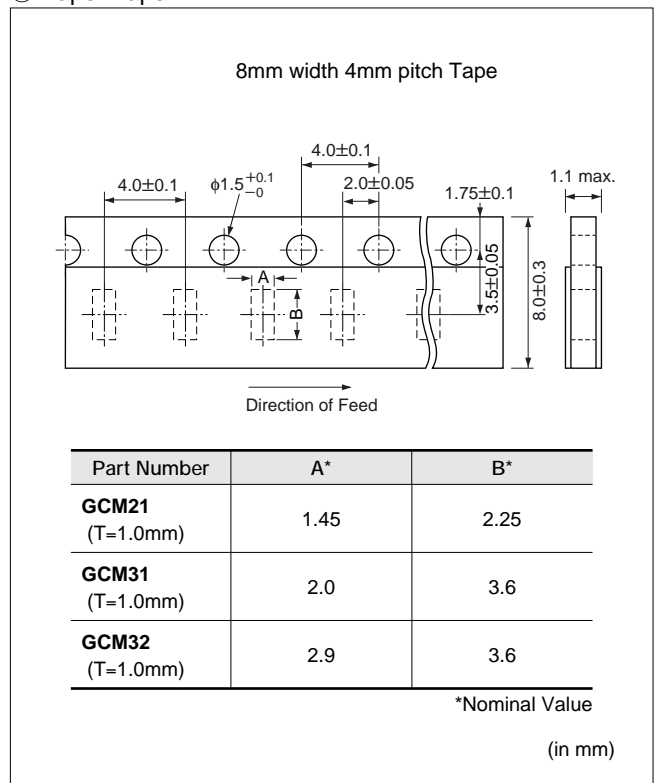 8mm width 4mm pitch Tape
4.0±0.1
4.0±0.1
ϕ1.5 +0.1 −0
2.0±0.05
1.75±0.1
1.1 max.
A
B
3.5±0.05
8.0±0.3
Direction of Feed
Part Number A* B*
GCM21
(T=1.0mm) 1.45 2.25
GCM31
(T=1.0mm) 2.0 3.6
GCM32
(T=1.0mm) 2.9 3.6
*Nominal Value
(in mm)